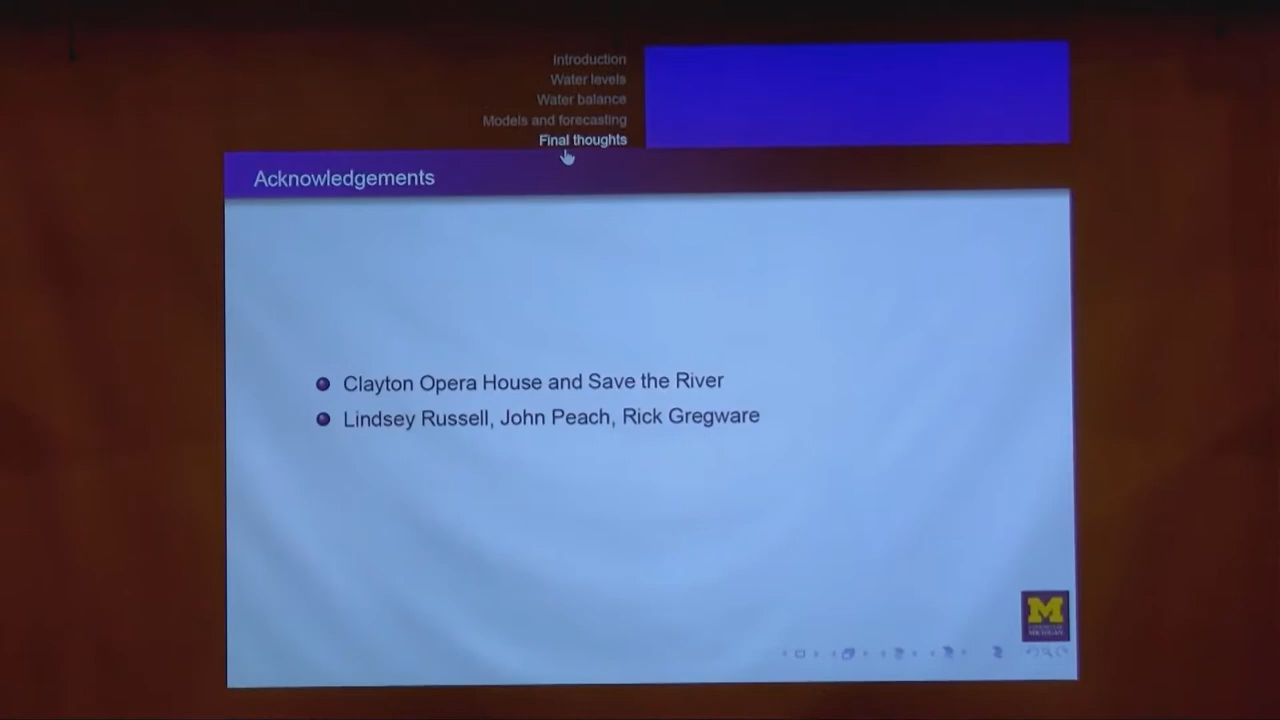 Introduction
Water levels
Water balance
Models and forecasting
Final thoughts
Acknowledgements
Clayton Opera House and Save the River
Lindsey Russell, John Peach, Rick Gregware
M
MICHIGAN